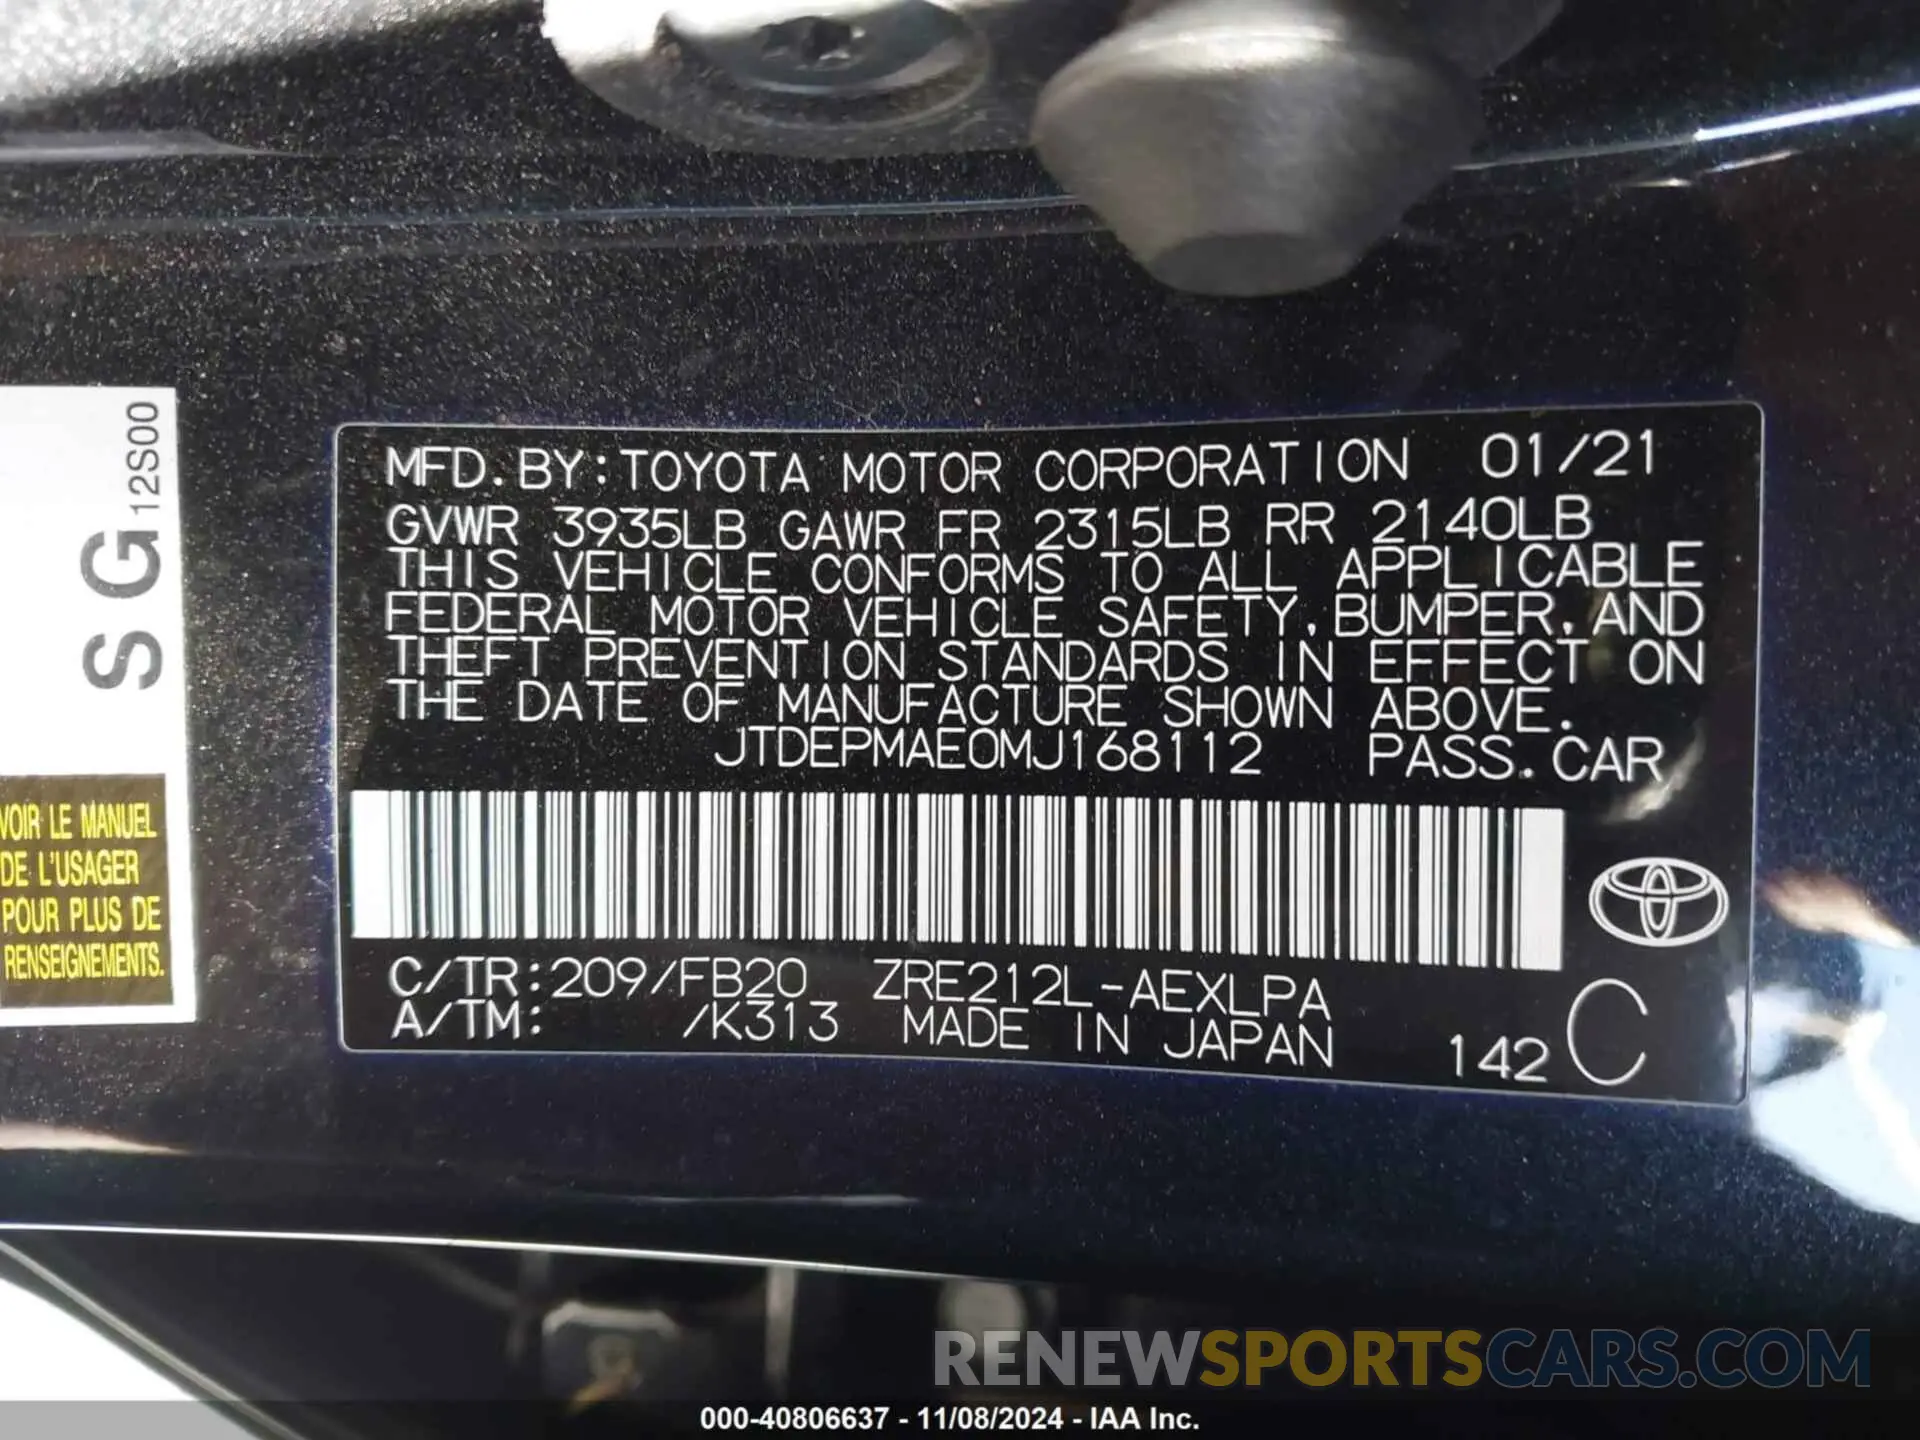 MFD. BY: TOYOTA MOTOR CORPORATION 01/21
GVWR 3935LB GAWR FR 2315LB RR 2140LB
THIS VEHICLE CONFORMS TO ALL APPLICABLE
FEDERAL MOTOR VEHICLE SAFETY, BUMPER, AND
THEFT PREVENTION STANDARDS IN EFFECT ON
THE DATE OF MANUFACTURE SHOWN ABOVE.
JTDEPMAE0MJ168112 PASS. CAR
C/TR: 209/FB20 ZRE212L-AEXLPA
A/TM: /K313 MADE IN JAPAN 142 C
SG 12S00
VOIR LE MANUEL
DE L'USAGER
POUR PLUS DE
RENSEIGNEMENTS.
RENEWSPORTSCARS.COM
000-40806637 - 11/08/2024 - IAA Inc.